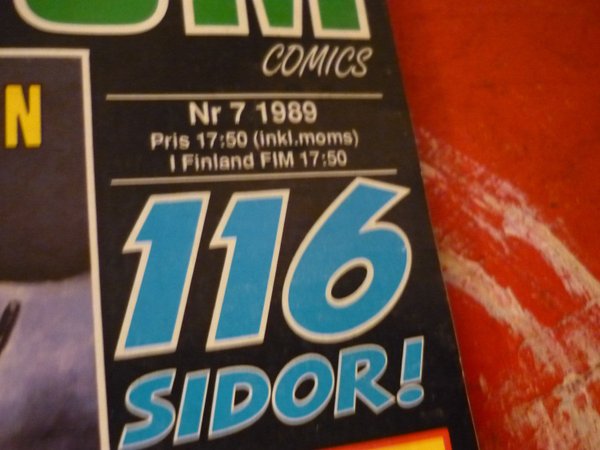 COMICS
N
Nr 7 1989
Pris 17:50 (inkl.moms)
I Finland FIM 17:50
116
SIDOR!